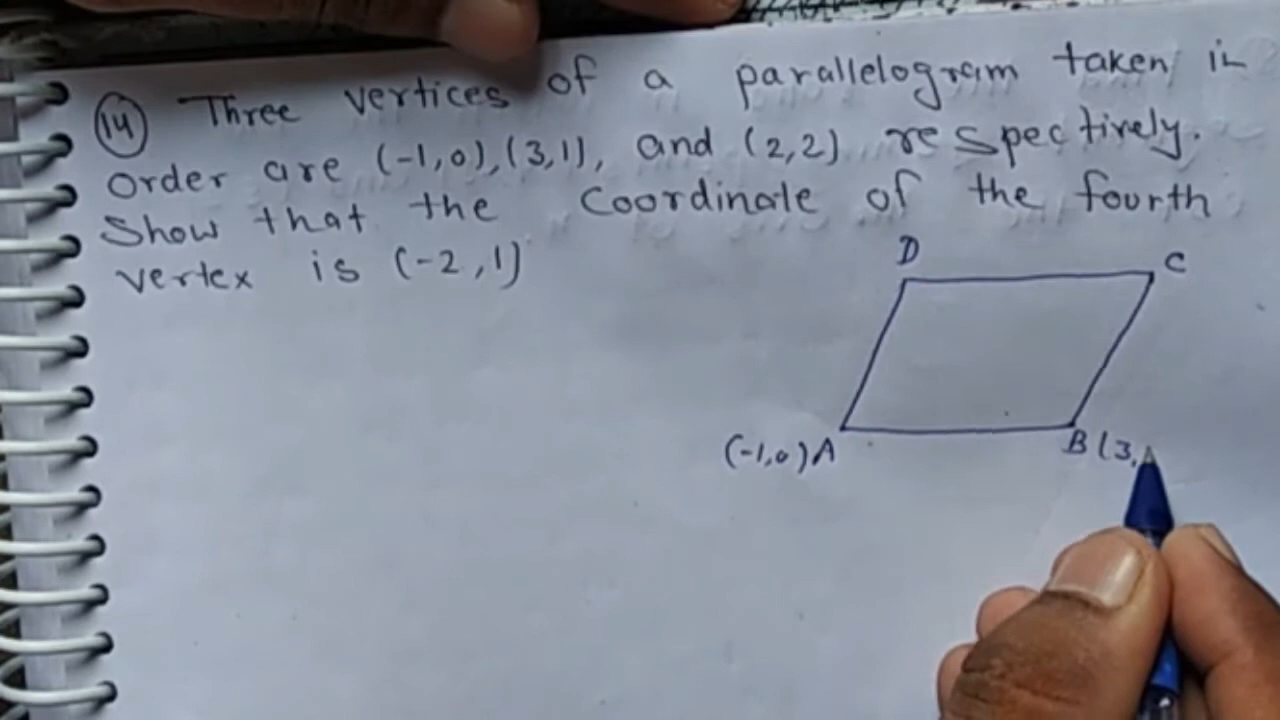 (14) Three vertices of a parallelogram taken in
order are (-1,0), (3,1), and (2,2) respectively.
Show that the Coordinate of the fourth
vertex is (-2,1)
D C
(-1,0) A B (3,